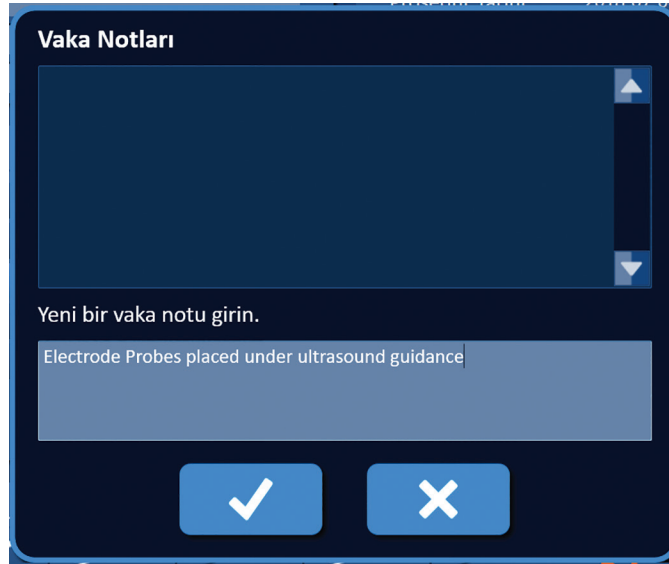 Vaka Notları
Yeni bir vaka notu girin.
Electrode Probes placed under ultrasound guidance